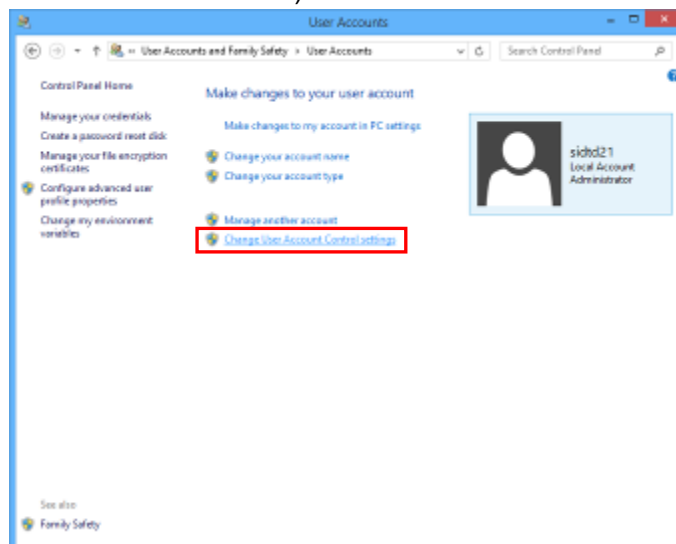 User Accounts
« User Accounts and Family Safety › User Accounts
Search Control Panel
Control Panel Home
Manage your credentials
Create a password reset disk
Manage your file encryption
certificates
Configure advanced user
profile properties
Change my environment
variables
Make changes to your user account
Make changes to my account in PC settings
Change your account name
Change your account type
Manage another account
Change User Account Control settings
sidtd21
Local Account
Administrator
See also
Family Safety